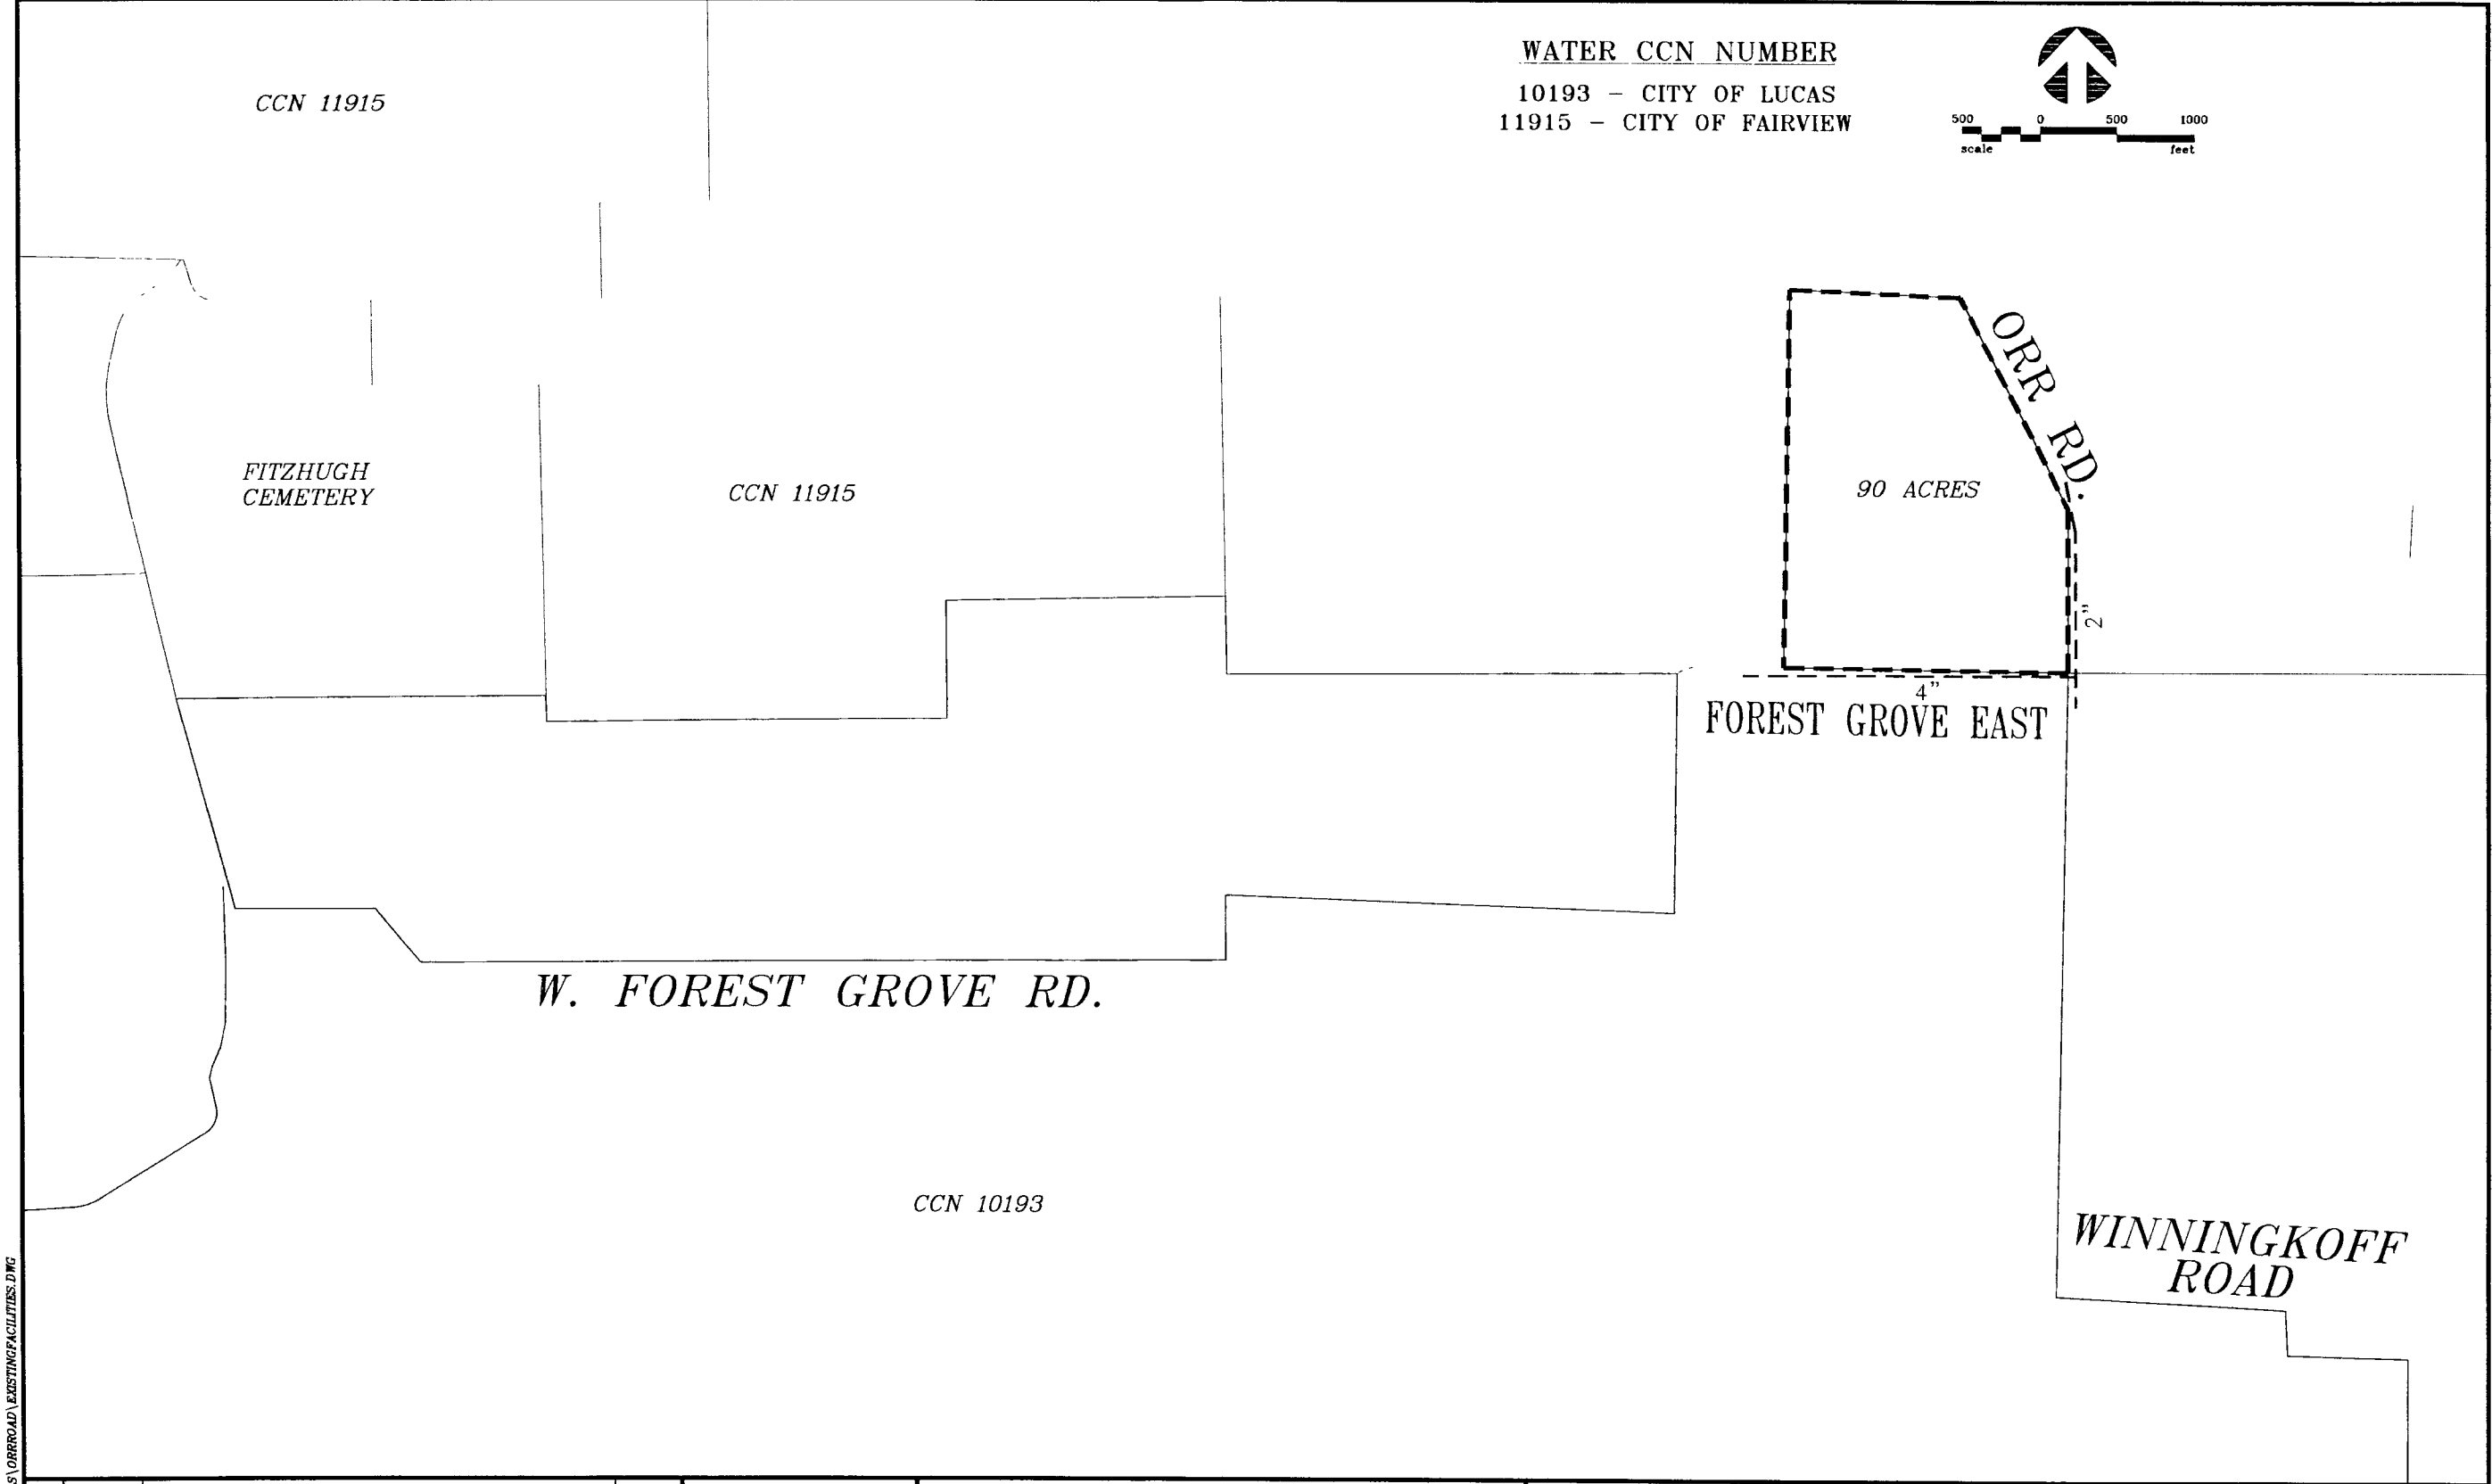 WATER CCN NUMBER
10193 – CITY OF LUCAS
11915 – CITY OF FAIRVIEW
500 0 500 1000
scale feet
CCN 11915
ORR RD.
FITZHUGH
CEMETERY
CCN 11915
90 ACRES
2"
4"
FOREST GROVE EAST
W. FOREST GROVE RD.
CCN 10193
WINNINGKOFF
ROAD
S\ORRROAD\EXISTINGFACILITIES.DWG